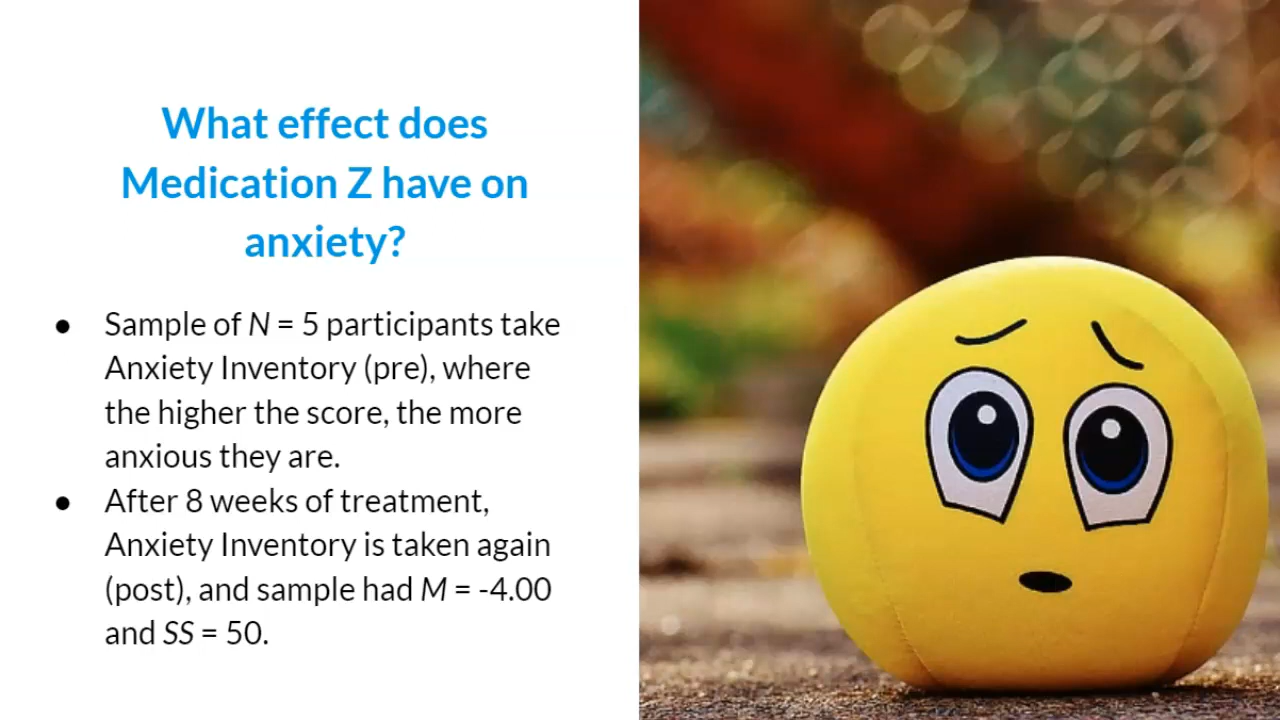 What effect does
Medication Z have on
anxiety?
● Sample of N = 5 participants take
Anxiety Inventory (pre), where
the higher the score, the more
anxious they are.
● After 8 weeks of treatment,
Anxiety Inventory is taken again
(post), and sample had M = -4.00
and SS = 50.